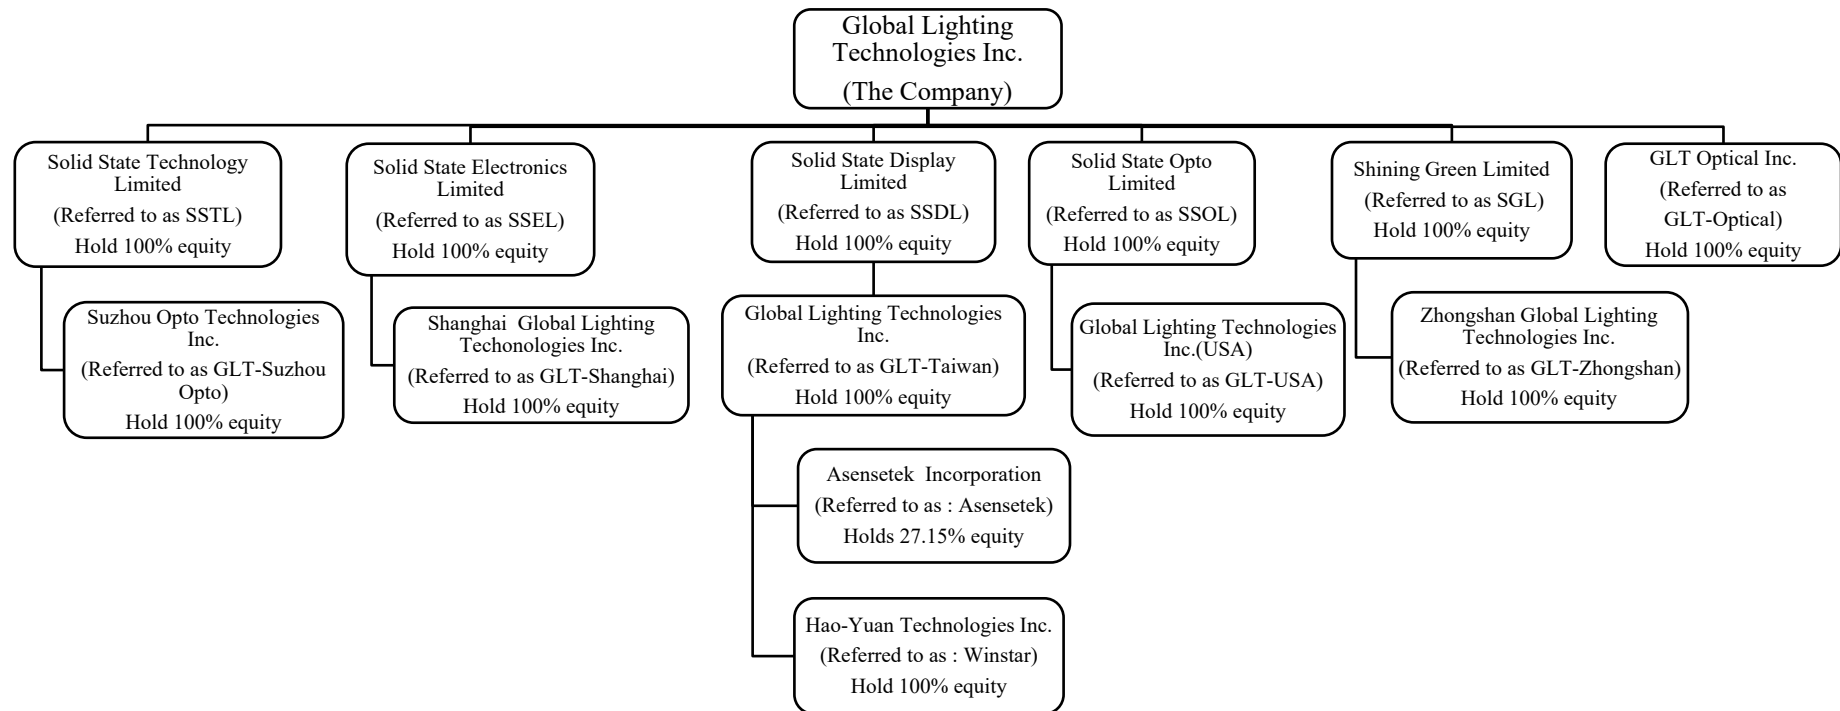 Global Lighting
Technologies Inc.
(The Company)
Solid State Technology
Limited
(Referred to as SSTL)
Hold 100% equity
Solid State Electronics
Limited
(Referred to as SSEL)
Hold 100% equity
Solid State Display
Limited
(Referred to as SSDL)
Hold 100% equity
Solid State Opto
Limited
(Referred to as SSOL)
Hold 100% equity
Shining Green Limited
(Referred to as SGL)
Hold 100% equity
GLT Optical Inc.
(Referred to as
GLT-Optical)
Hold 100% equity
Suzhou Opto Technologies
Inc.
(Referred to as GLT-Suzhou
Opto)
Hold 100% equity
Shanghai Global Lighting
Techonologies Inc.
(Referred to as GLT-Shanghai)
Hold 100% equity
Global Lighting Technologies
Inc.
(Referred to as GLT-Taiwan)
Hold 100% equity
Global Lighting Technologies
Inc.(USA)
(Referred to as GLT-USA)
Hold 100% equity
Zhongshan Global Lighting
Technologies Inc.
(Referred to as GLT-Zhongshan)
Hold 100% equity
Asensetek Incorporation
(Referred to as : Asensetek)
Holds 27.15% equity
Hao-Yuan Technologies Inc.
(Referred to as : Winstar)
Hold 100% equity